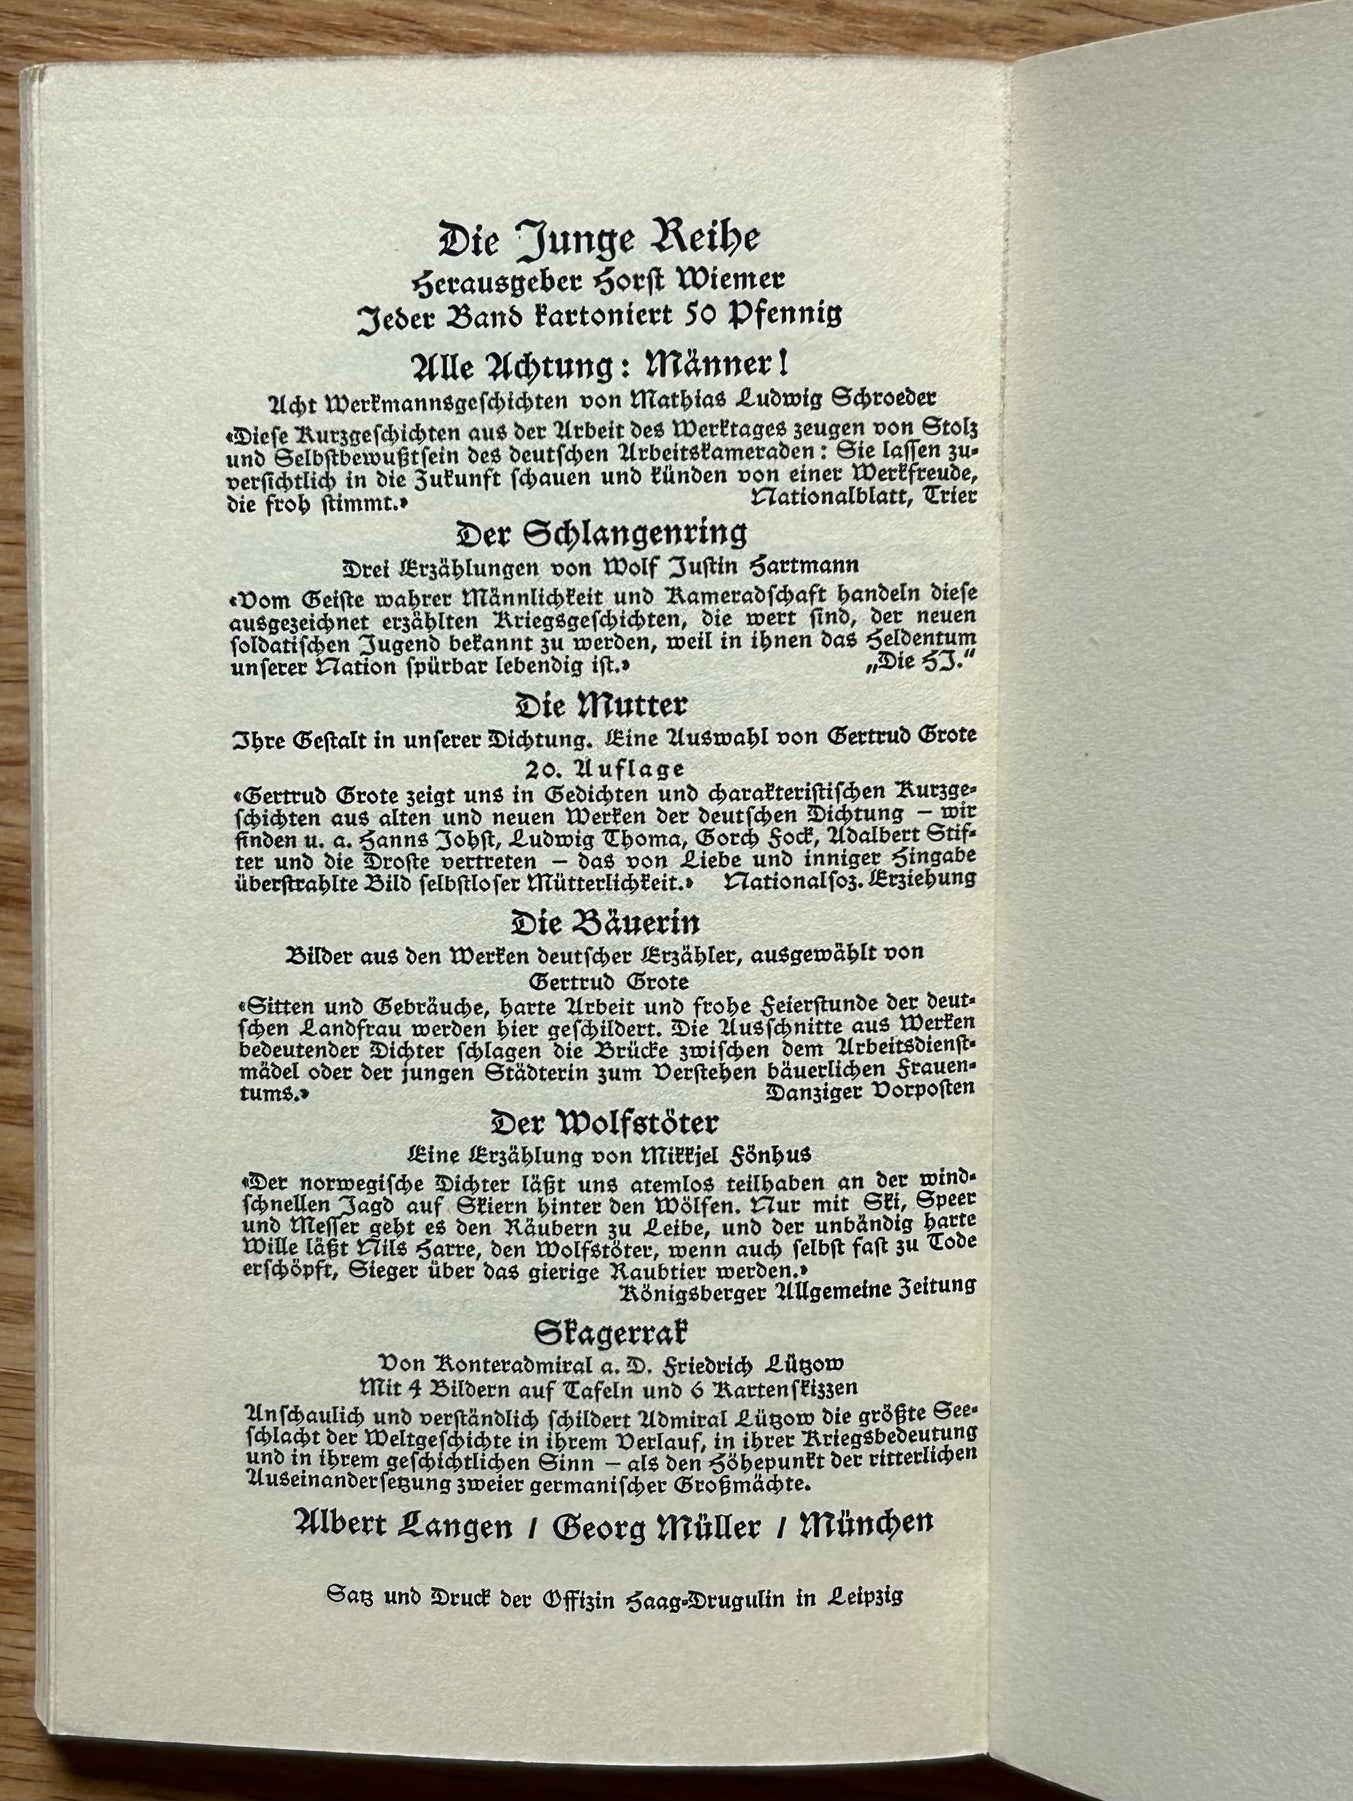 Die Junge Reihe
Herausgeber Horst Wiemer
Jeder Band kartoniert 50 Pfennig
Alle Achtung: Männer!
Acht Werkmannsgeschichten von Mathias Ludwig Schroeder
«Diese Kurzgeschichten aus der Arbeit des Werktages zeugen von Stolz
und Selbstbewußtsein des deutschen Arbeitskameraden: Sie lassen zu-
versichtlich in die Zukunft schauen und künden von einer Werkfreude,
die froh stimmt.» Nationalblatt, Trier
Der Schlangenring
Drei Erzählungen von Wolf Justin Hartmann
«Vom Geiste wahrer Männlichkeit und Kameradschaft handeln diese
ausgezeichnet erzählten Kriegsgeschichten, die wert sind, der neuen
soldatischen Jugend bekannt zu werden, weil in ihnen das Heldentum
unserer Nation spürbar lebendig ist.» „Die HJ.“
Die Mutter
Ihre Gestalt in unserer Dichtung. Eine Auswahl von Gertrud Grote
20. Auflage
«Gertrud Grote zeigt uns in Gedichten und charakteristischen Kurzge-
schichten aus alten und neuen Werken der deutschen Dichtung – wir
finden u. a. Hanns Johst, Ludwig Thoma, Gorch Fock, Adalbert Stif-
ter und die Droste vertreten – das von Liebe und inniger Hingabe
überstrahlte Bild selbstloser Mütterlichkeit.» Nationalsoz. Erziehung
Die Bäuerin
Bilder aus den Werken deutscher Erzähler, ausgewählt von
Gertrud Grote
«Sitten und Gebräuche, harte Arbeit und frohe Feierstunde der deut-
schen Landfrau werden hier geschildert. Die Ausschnitte aus Werken
bedeutender Dichter schlagen die Brücke zwischen dem Arbeitsdienst-
mädel oder der jungen Städterin zum Verstehen bäuerlichen Frauen-
tums.» Danziger Vorposten
Der Wolfstöter
Eine Erzählung von Mikkjel Fönhus
«Der norwegische Dichter läßt uns atemlos teilhaben an der wind-
schnellen Jagd auf Skiern hinter den Wölfen. Nur mit Ski, Speer
und Messer geht es den Räubern zu Leibe, und der unbändig harte
Wille läßt Nils Harre, den Wolfstöter, wenn auch selbst fast zu Tode
erschöpft, Sieger über das gierige Raubtier werden.»
Königsberger Allgemeine Zeitung
Skagerrak
Von Konteradmiral a. D. Friedrich Lützow
Mit 4 Bildern auf Tafeln und 6 Kartenskizzen
Anschaulich und verständlich schildert Admiral Lützow die größte See-
schlacht der Weltgeschichte in ihrem Verlauf, in ihrer Kriegsbedeutung
und in ihrem geschichtlichen Sinn – als den Höhepunkt der ritterlichen
Auseinandersetzung zweier germanischer Großmächte.
Albert Langen / Georg Müller / München
Satz und Druck der Offizin Haag-Drugulin in Leipzig